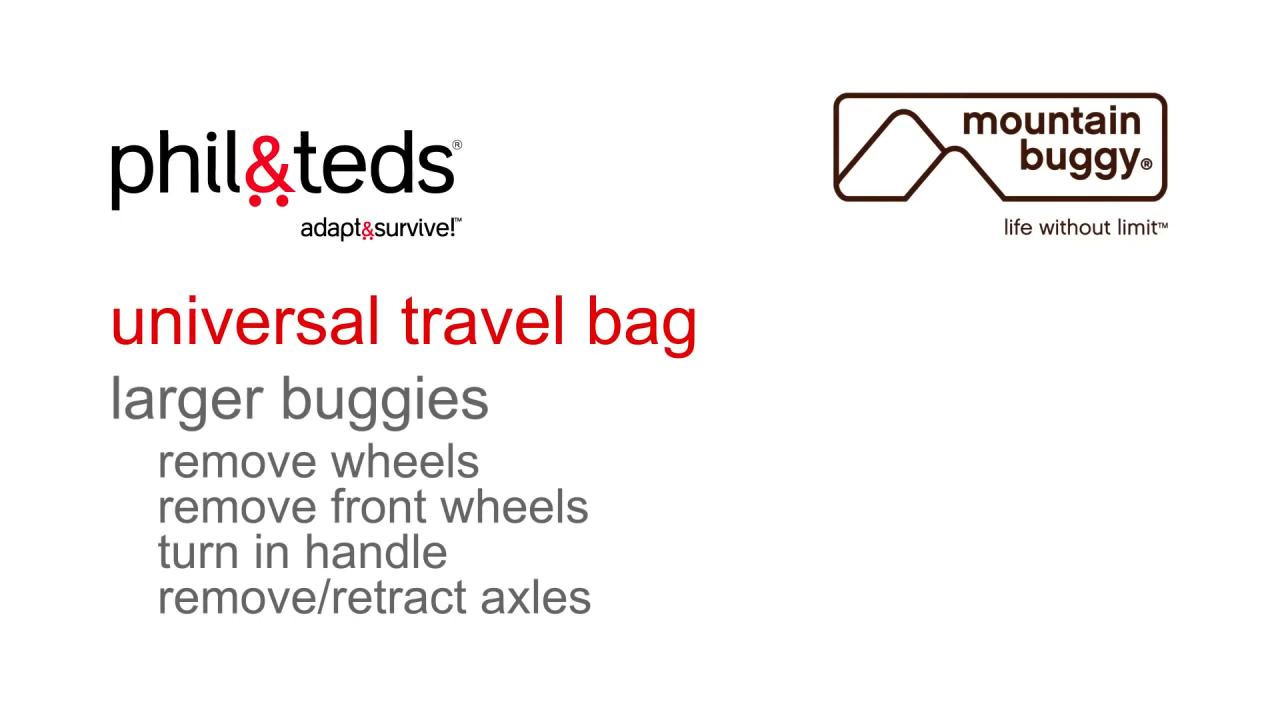 phil&teds®
adapt&survive!™
mountain
buggy®
life without limit™
universal travel bag
larger buggies
remove wheels
remove front wheels
turn in handle
remove/retract axles